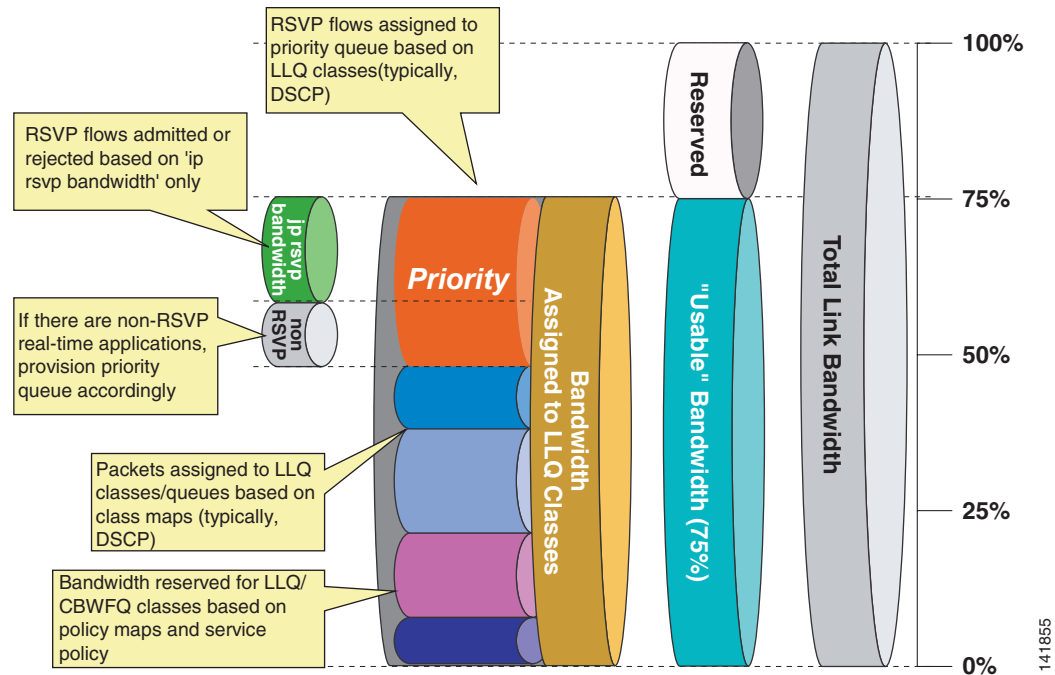 RSVP flows assigned to
priority queue based on
LLQ classes(typically,
DSCP)
RSVP flows admitted or
rejected based on 'ip
rsvp bandwidth' only
If there are non-RSVP
real-time applications,
provision priority
queue accordingly
Packets assigned to LLQ
classes/queues based on
class maps (typically,
DSCP)
Bandwidth reserved for LLQ/
CBWFQ classes based on
policy maps and service
policy
jp rsvp
bandwidth
non
RSVP
Priority
Bandwidth
Assigned to LLQ Classes
Reserved
"Usable" Bandwidth (75%)
Total Link Bandwidth
100%
75%
50%
25%
0%
141855